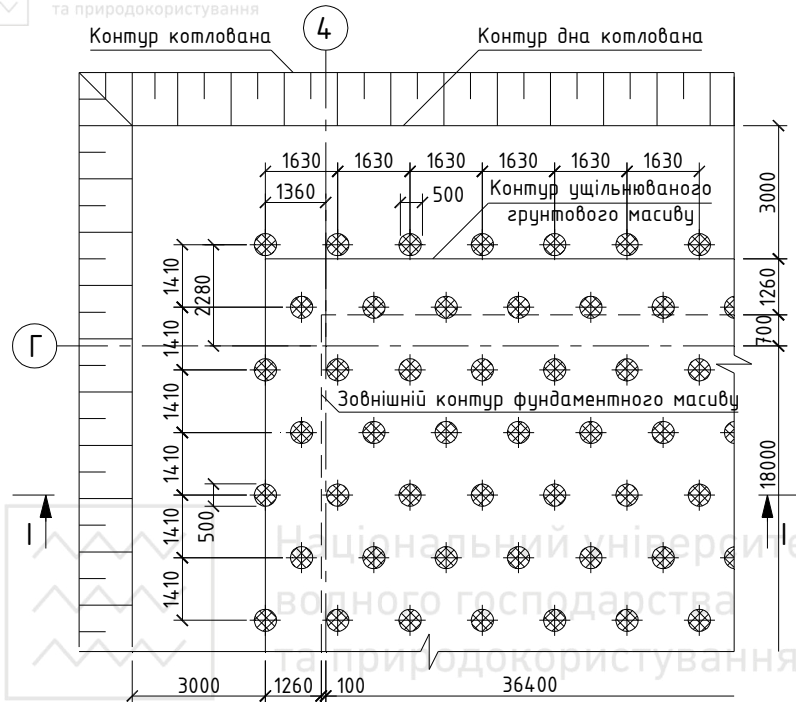 та природокористування
4
Контур котлована
Контур дна котлована
1630 1630 1630 1630 1630 1630
1360
500
Контур ущільнюваного
грунтового масиву
3000
1410
2280
1260
1410
700
Г
1410
Зовнішній контур фундаментного масиву
1410
18000
500
I
I
1410
Національний університе
1410
водного господарства
та природокористування
3000 1260 100 36400